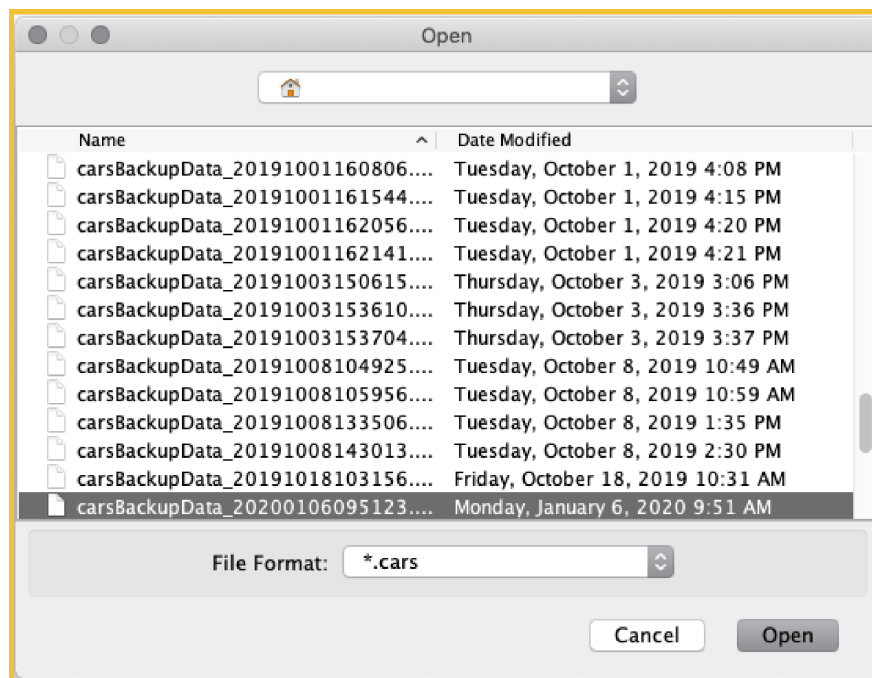 Open
Name Date Modified
carsBackupData_20191001160806.... Tuesday, October 1, 2019 4:08 PM
carsBackupData_20191001161544.... Tuesday, October 1, 2019 4:15 PM
carsBackupData_20191001162056.... Tuesday, October 1, 2019 4:20 PM
carsBackupData_20191001162141.... Tuesday, October 1, 2019 4:21 PM
carsBackupData_20191003150615.... Thursday, October 3, 2019 3:06 PM
carsBackupData_20191003153610.... Thursday, October 3, 2019 3:36 PM
carsBackupData_20191003153704.... Thursday, October 3, 2019 3:37 PM
carsBackupData_20191008104925.... Tuesday, October 8, 2019 10:49 AM
carsBackupData_20191008105956.... Tuesday, October 8, 2019 10:59 AM
carsBackupData_20191008133506.... Tuesday, October 8, 2019 1:35 PM
carsBackupData_20191008143013.... Tuesday, October 8, 2019 2:30 PM
carsBackupData_20191018103156.... Friday, October 18, 2019 10:31 AM
carsBackupData_20200106095123.... Monday, January 6, 2020 9:51 AM
File Format: *.cars
Cancel Open